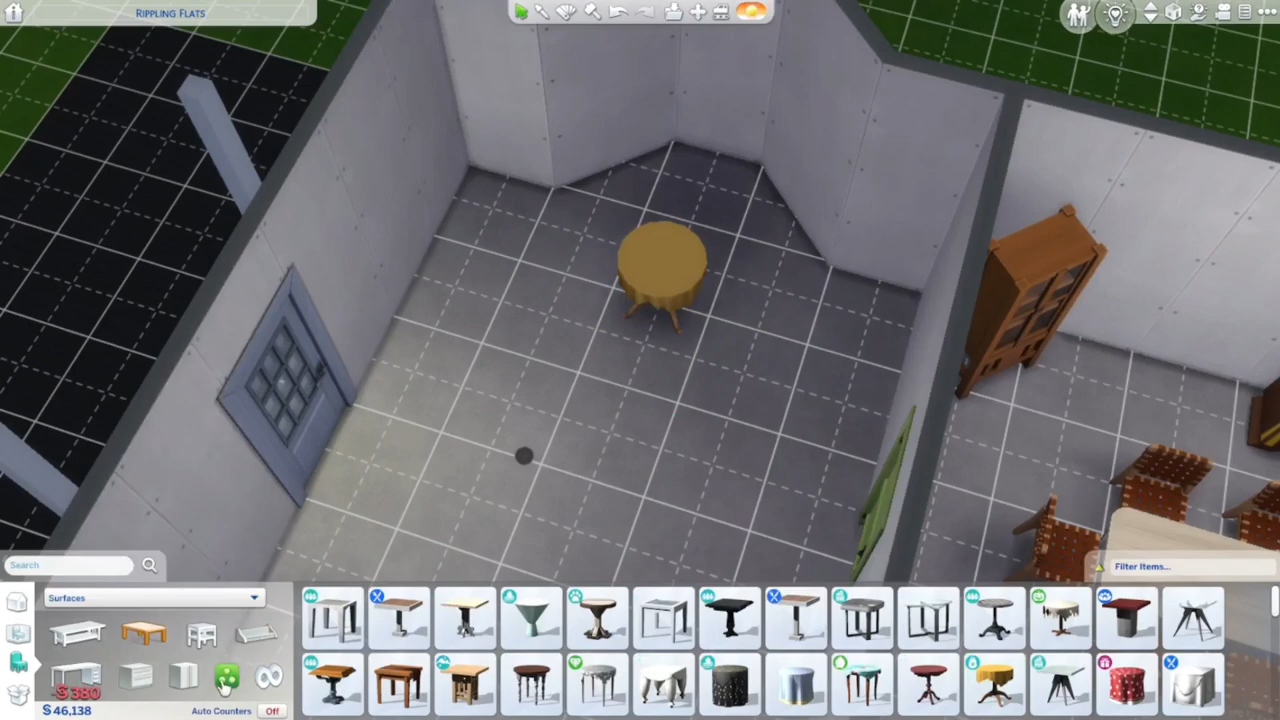 RIPPLING FLATS
Search
Filter Items...
Surfaces
-§380
§46,138
Auto Counters
Off